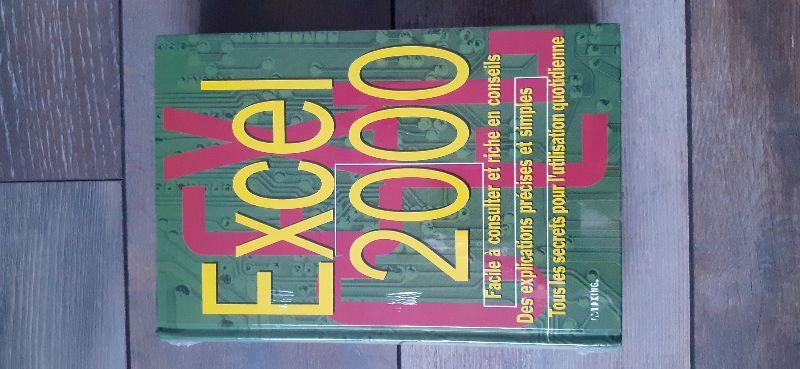 Excel
2000
Facile à consulter et riche en conseils
Des explications précises et simples
Tous les secrets pour l'utilisation quotidienne